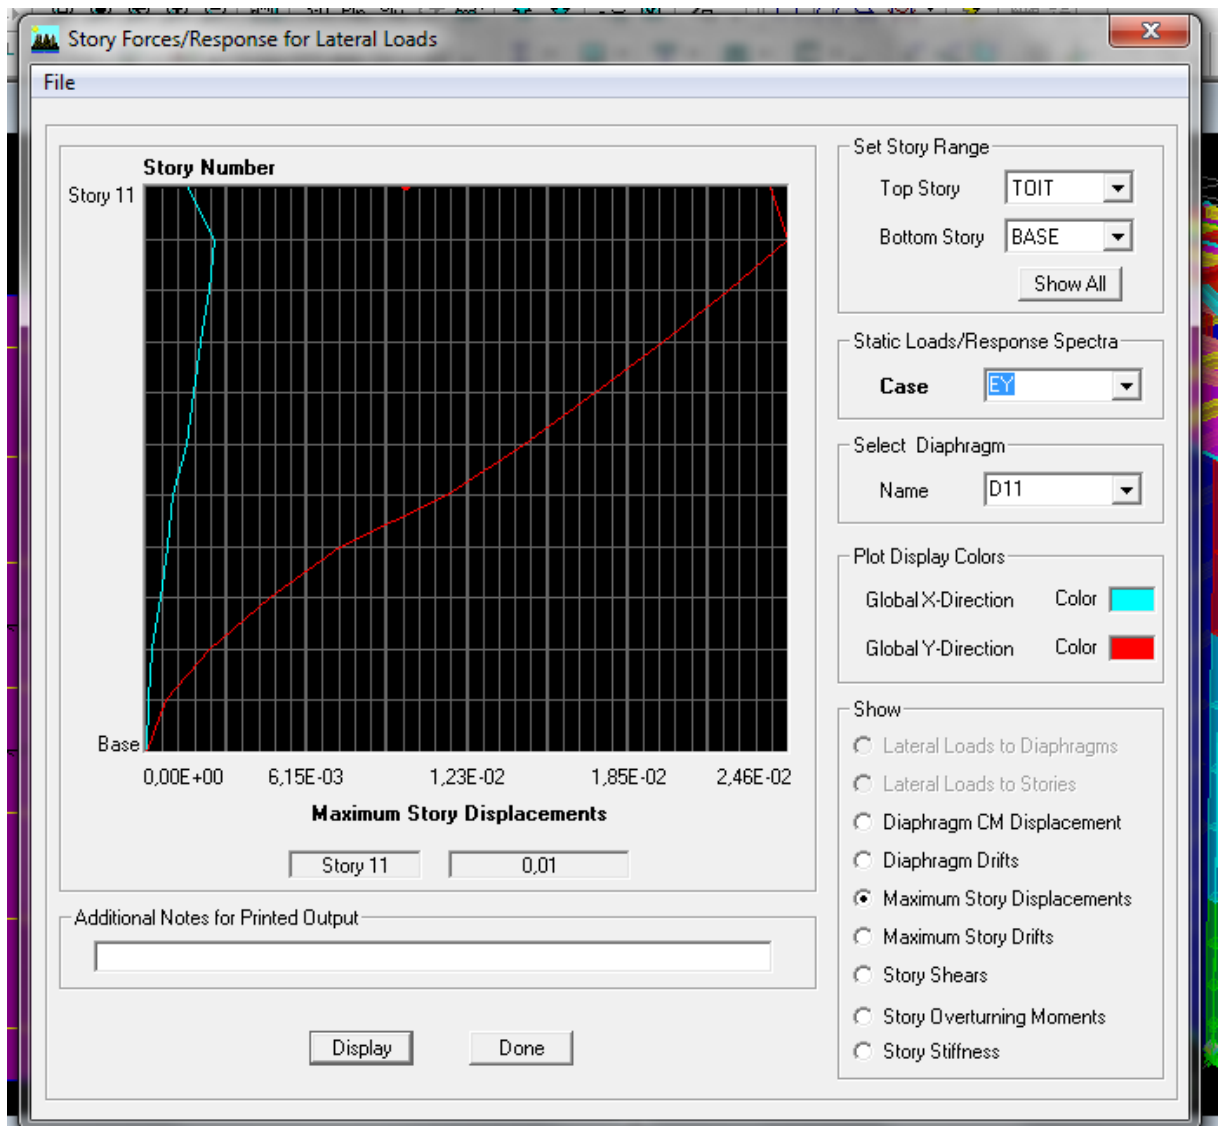 Story Forces/Response for Lateral Loads
File
Story Number
Story 11
Base
0,00E+00 6,15E-03 1,23E-02 1,85E-02 2,46E-02
Maximum Story Displacements
Story 11 0,01
Additional Notes for Printed Output
Display Done
Set Story Range
Top Story TOIT
Bottom Story BASE
Show All
Static Loads/Response Spectra
Case EY
Select Diaphragm
Name D11
Plot Display Colors
Global X-Direction Color
Global Y-Direction Color
Show
Lateral Loads to Diaphragms
Lateral Loads to Stories
Diaphragm CM Displacement
Diaphragm Drifts
Maximum Story Displacements
Maximum Story Drifts
Story Shears
Story Overturning Moments
Story Stiffness